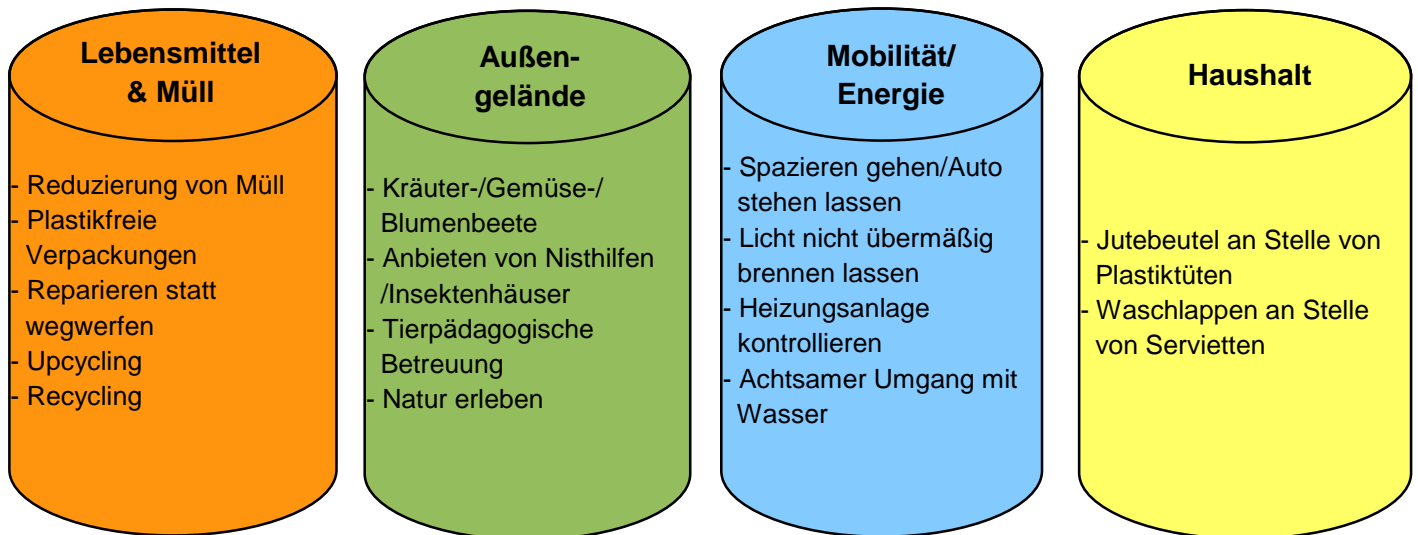 Lebensmittel
& Müll
- Reduzierung von Müll
- Plastikfreie
Verpackungen
- Reparieren statt
wegwerfen
- Upcycling
- Recycling
Außen-
gelände
- Kräuter-/Gemüse-/
Blumenbeete
- Anbieten von Nisthilfen
/Insektenhäuser
- Tierpädagogische
Betreuung
- Natur erleben
Mobilität/
Energie
- Spazieren gehen/Auto
stehen lassen
- Licht nicht übermäßig
brennen lassen
- Heizungsanlage
kontrollieren
- Achtsamer Umgang mit
Wasser
Haushalt
- Jutebeutel an Stelle von
Plastiktüten
- Waschlappen an Stelle
von Servietten